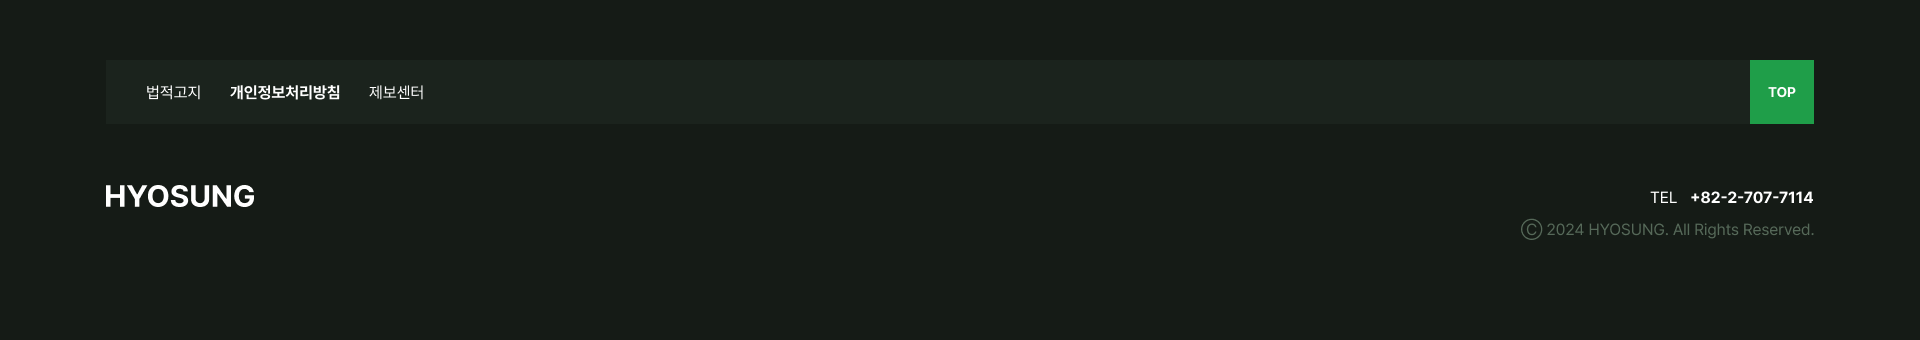 법적고지 개인정보처리방침 제보센터 TOP
HYOSUNG
TEL +82-2-707-7114
ⓒ 2024 HYOSUNG. All Rights Reserved.